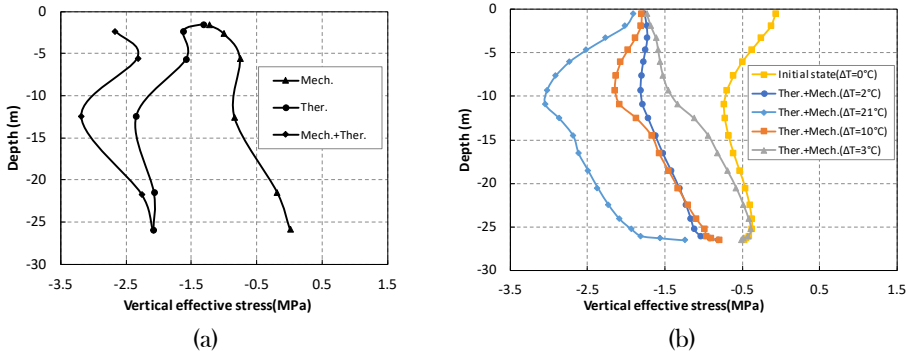 0
-5
-10
-15
-20
-25
-30
-3.5 -2.5 -1.5 -0.5 0.5 1.5
Depth (m)
Vertical effective stress(MPa)
Mech.
Ther.
Mech.+Ther.
(a)
0
-5
-10
-15
-20
-25
-30
-3.5 -2.5 -1.5 -0.5 0.5 1.5
Depth (m)
Vertical effective stress(MPa)
Initial state(ΔT=0°C)
Ther.+Mech.(ΔT=2°C)
Ther.+Mech.(ΔT=21°C)
Ther.+Mech.(ΔT=10°C)
Ther.+Mech.(ΔT=3°C)
(b)